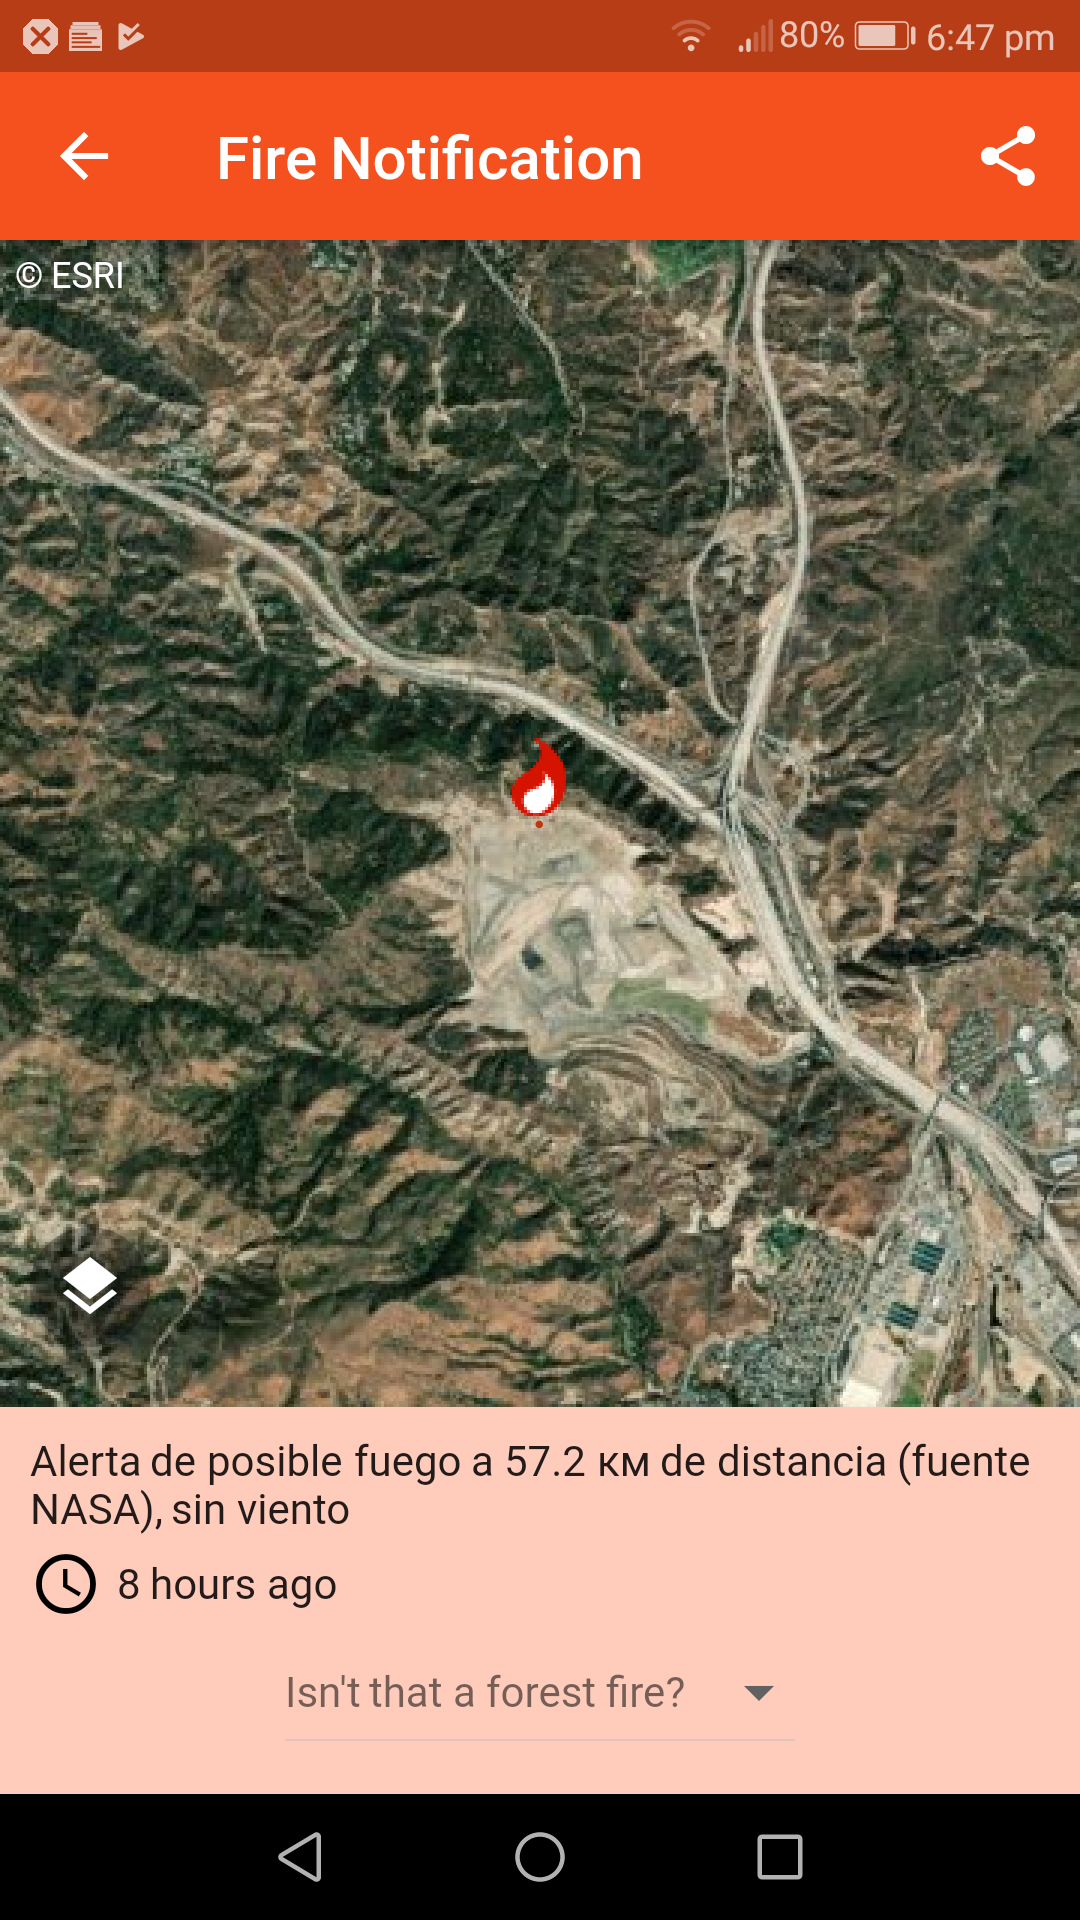 80% 6:47 pm
Fire Notification
© ESRI
Alerta de posible fuego a 57.2 км de distancia (fuente
NASA), sin viento
8 hours ago
Isn't that a forest fire?